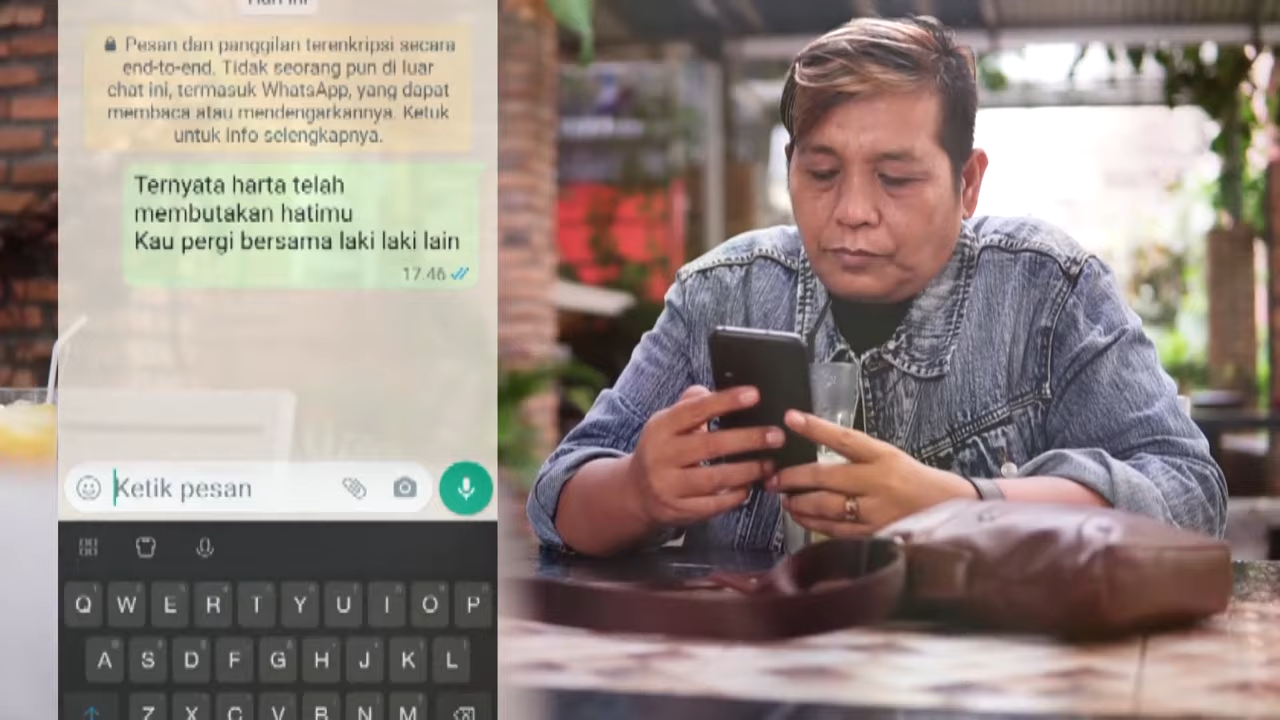 Hari ini
Pesan dan panggilan terenkripsi secara
end-to-end. Tidak seorang pun di luar
chat ini, termasuk WhatsApp, yang dapat
membaca atau mendengarkannya. Ketuk
untuk info selengkapnya.
Ternyata harta telah
membutakan hatimu
Kau pergi bersama laki laki lain
17.46
Ketik pesan
Q W E R T Y U I O P
A S D F G H J K L
Z X C V B N M